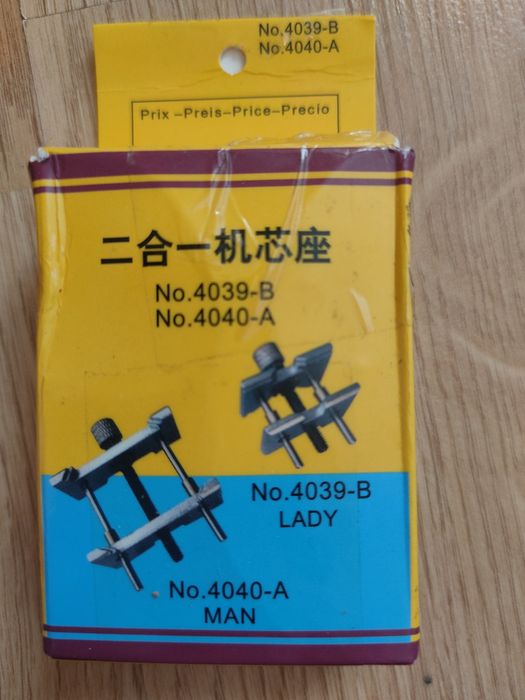 No.4039-B
No.4040-A
Prix-Preis-Price-Precio
二合一机芯座
No.4039-B
No.4040-A
No.4039-B
LADY
No.4040-A
MAN